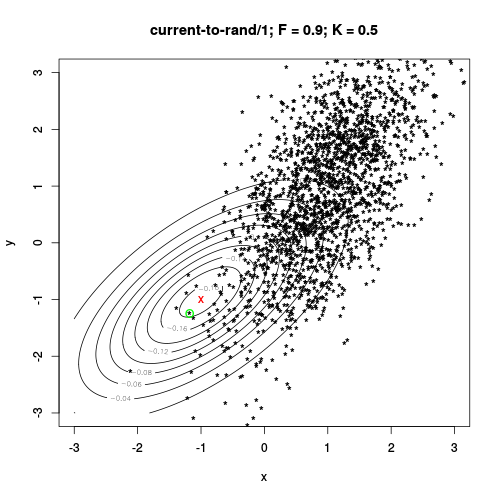 current-to-rand/1; F = 0.9; K = 0.5
3
2
1
0
-1
-2
-3
y
-0.16
-0.12
-0.08
-0.06
-0.04
X
-3 -2 -1 0 1 2 3
x